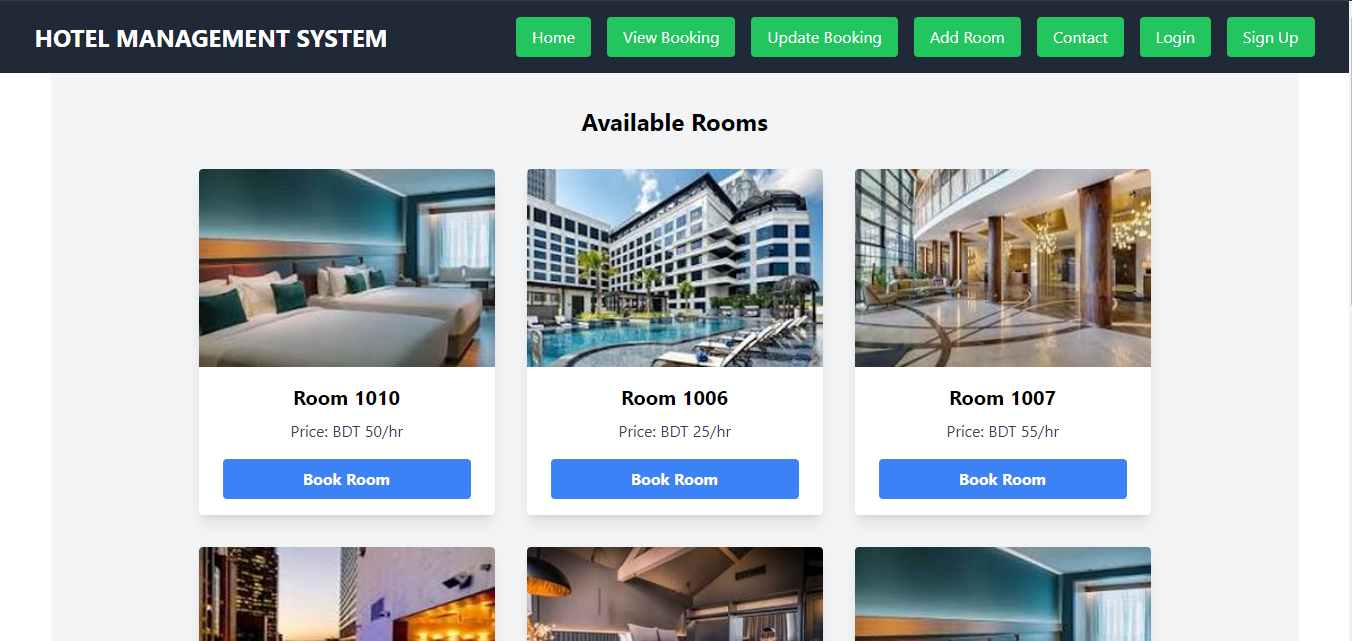 HOTEL MANAGEMENT SYSTEM
Home
View Booking
Update Booking
Add Room
Contact
Login
Sign Up
Available Rooms
Room 1010
Price: BDT 50/hr
Book Room
Room 1006
Price: BDT 25/hr
Book Room
Room 1007
Price: BDT 55/hr
Book Room